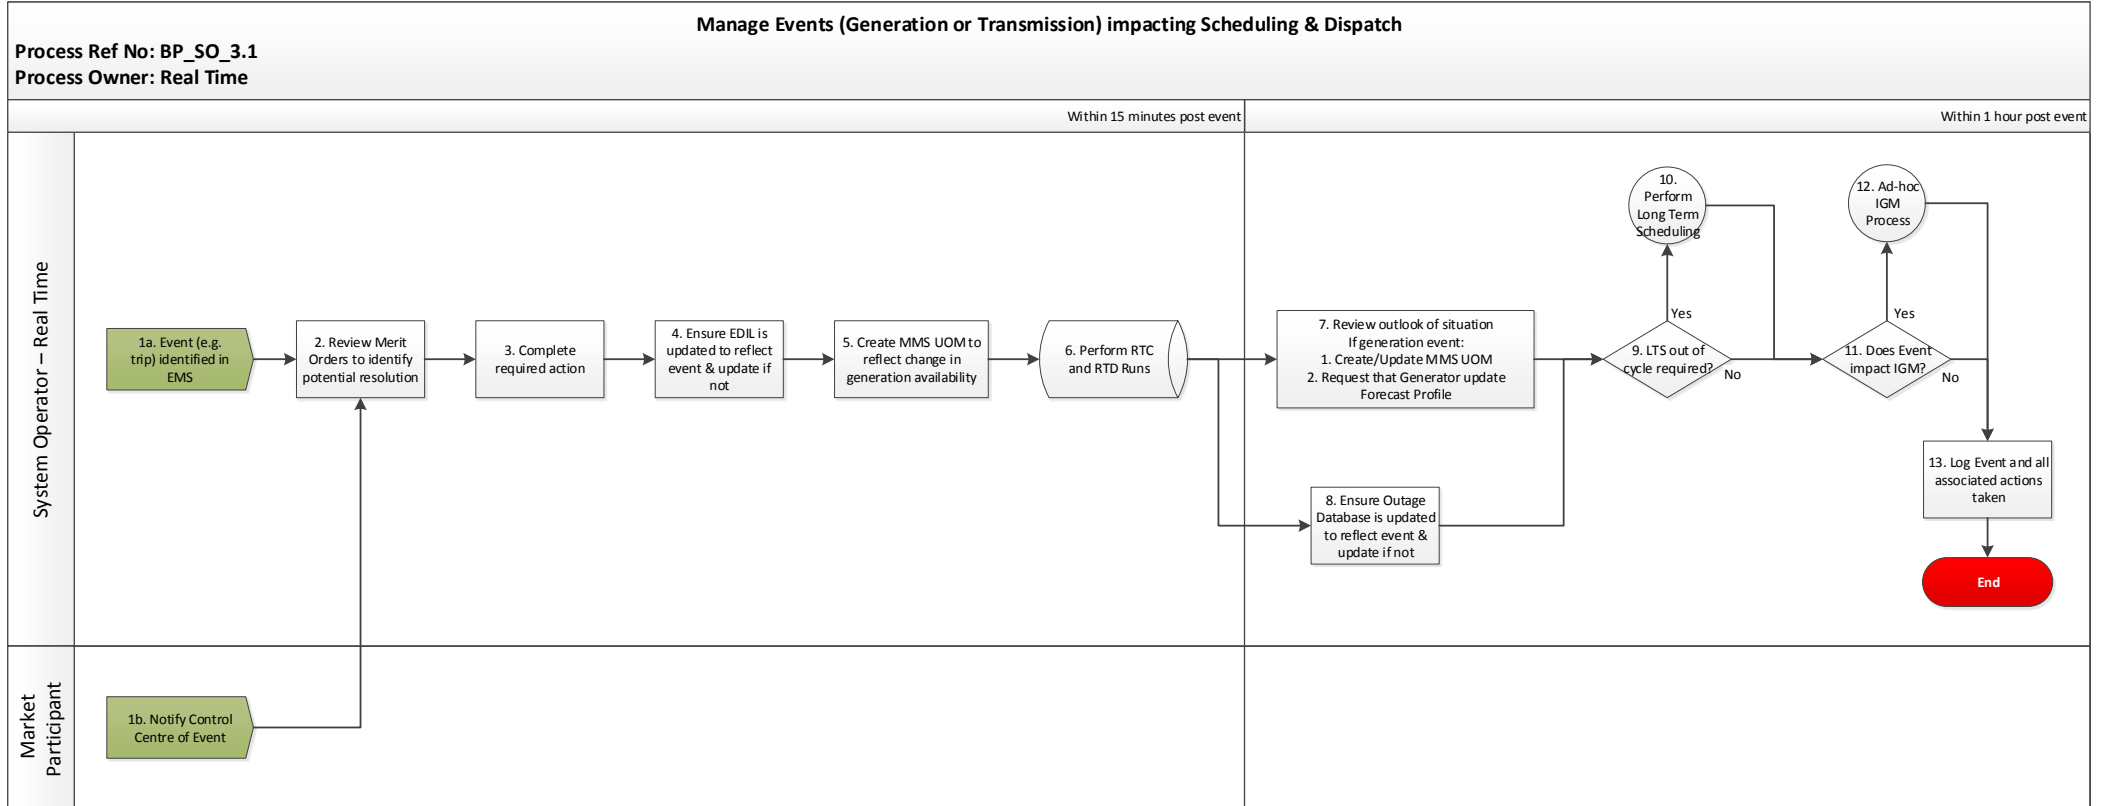 Manage Events (Generation or Transmission) impacting Scheduling & Dispatch
Process Ref No: BP_SO_3.1
Process Owner: Real Time
Within 15 minutes post event
Within 1 hour post event
System Operator – Real Time
1a. Event (e.g.
trip) identified in
EMS
2. Review Merit
Orders to identify
potential resolution
3. Complete
required action
4. Ensure EDIL is
updated to reflect
event & update if
not
5. Create MMS UOM to
reflect change in
generation availability
6. Perform RTC
and RTD Runs
7. Review outlook of situation
If generation event:
1. Create/Update MMS UOM
2. Request that Generator update
Forecast Profile
8. Ensure Outage
Database is updated
to reflect event &
update if not
9. LTS out of
cycle required?
Yes
No
10.
Perform
Long Term
Scheduling
11. Does Event
impact IGM?
Yes
No
12. Ad-hoc
IGM
Process
13. Log Event and all
associated actions
taken
End
Market
Participant
1b. Notify Control
Centre of Event